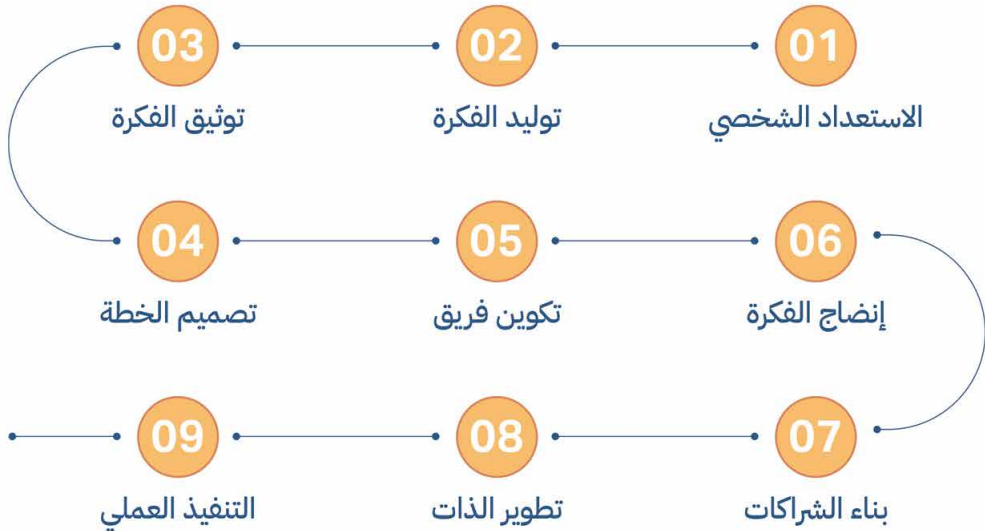 01
الاستعداد الشخصي
02
توليد الفكرة
03
توثيق الفكرة
04
تصميم الخطة
05
تكوين فريق
06
إنضاج الفكرة
07
بناء الشراكات
08
تطوير الذات
09
التنفيذ العملي